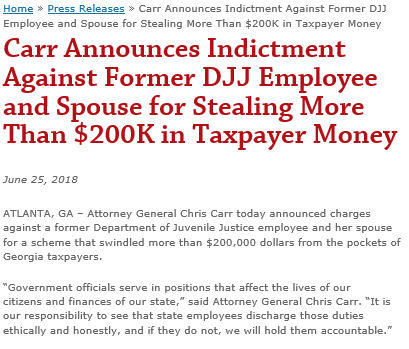 Home » Press Releases » Carr Announces Indictment Against Former DJJ
Employee and Spouse for Stealing More Than $200K in Taxpayer Money
Carr Announces Indictment
Against Former DJJ Employee
and Spouse for Stealing More
Than $200K in Taxpayer Money
June 25, 2018
ATLANTA, GA – Attorney General Chris Carr today announced charges
against a former Department of Juvenile Justice employee and her spouse
for a scheme that swindled more than $200,000 dollars from the pockets of
Georgia taxpayers.
“Government officials serve in positions that affect the lives of our
citizens and finances of our state,” said Attorney General Chris Carr. “It is
our responsibility to see that state employees discharge those duties
ethically and honestly, and if they do not, we will hold them accountable.”